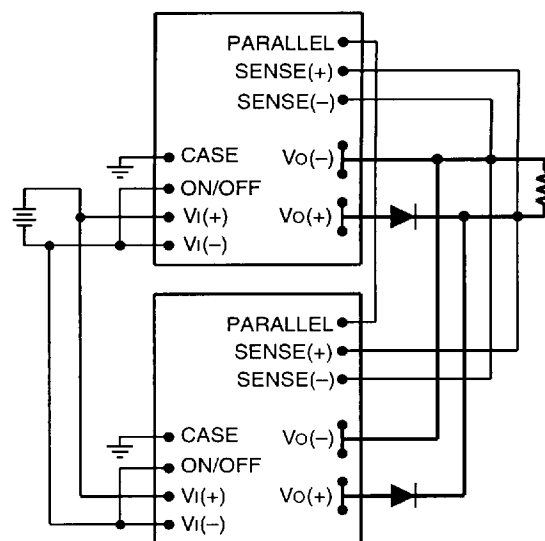 PARALLEL
SENSE(+)
SENSE(–)
CASE
VO(–)
ON/OFF
VI(+)
VO(+)
VI(–)
PARALLEL
SENSE(+)
SENSE(–)
CASE
VO(–)
ON/OFF
VI(+)
VO(+)
VI(–)